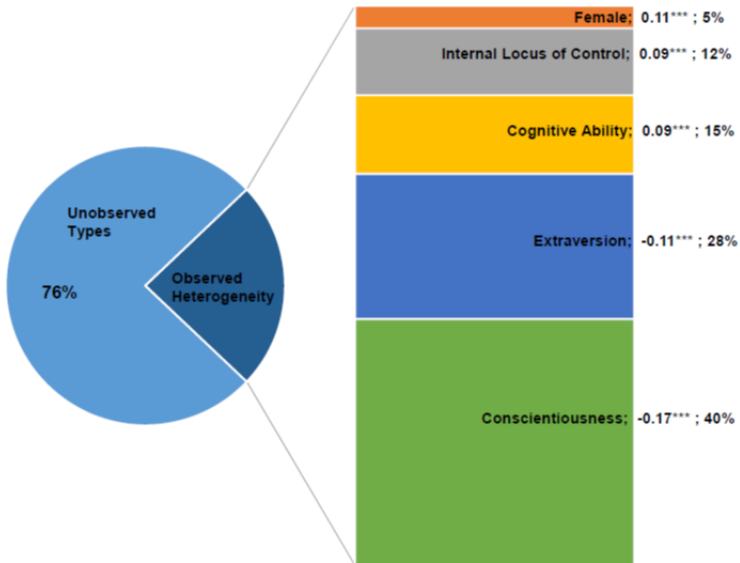 Female; 0.11*** ; 5%
Internal Locus of Control; 0.09*** ; 12%
Cognitive Ability; 0.09*** ; 15%
Unobserved
Types
Extraversion; -0.11*** ; 28%
Observed
Heterogeneity
76%
Conscientiousness; -0.17*** ; 40%